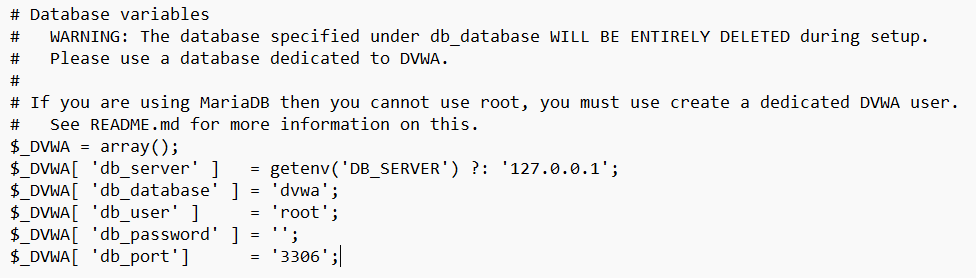 # Database variables
#   WARNING: The database specified under db_database WILL BE ENTIRELY DELETED during setup.
#   Please use a database dedicated to DVWA.
#
# If you are using MariaDB then you cannot use root, you must use create a dedicated DVWA user.
#   See README.md for more information on this.
$_DVWA = array();
$_DVWA[ 'db_server' ]   = getenv('DB_SERVER') ?: '127.0.0.1';
$_DVWA[ 'db_database' ] = 'dvwa';
$_DVWA[ 'db_user' ]     = 'root';
$_DVWA[ 'db_password' ] = '';
$_DVWA[ 'db_port']      = '3306';